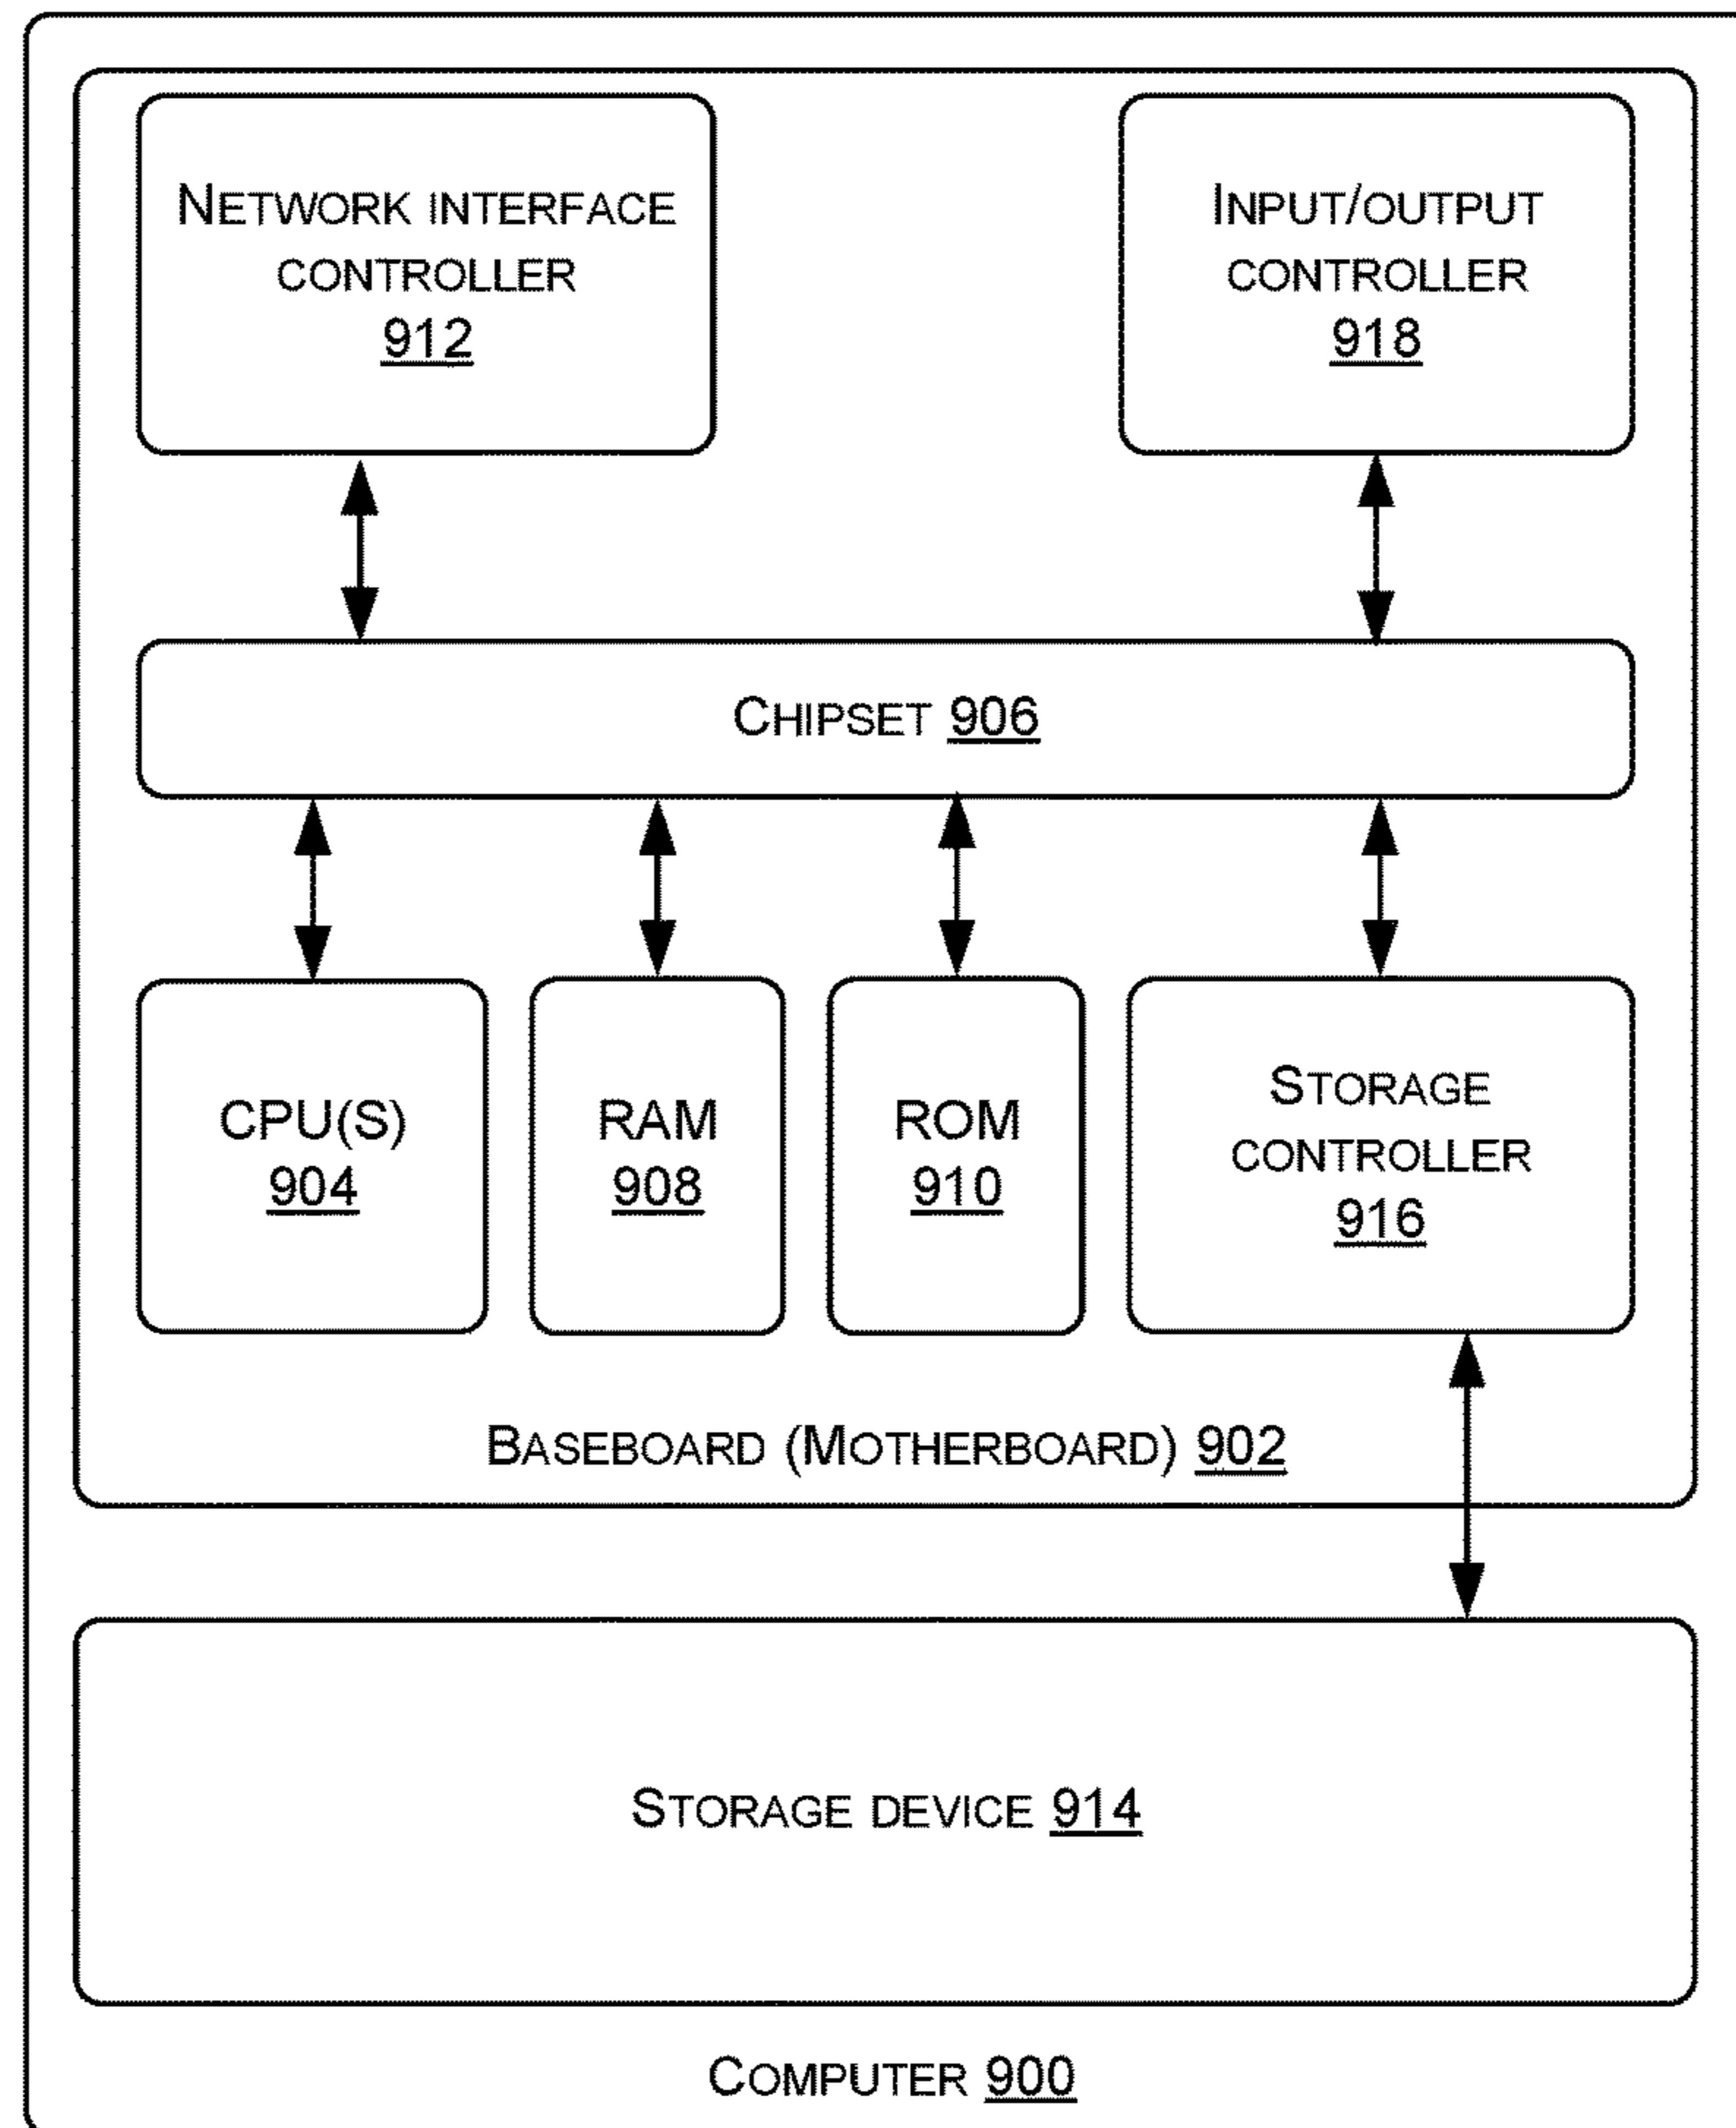 NETWORK INTERFACE
CONTROLLER
912
INPUT/OUTPUT
CONTROLLER
918
CHIPSET 906
CPU(S)
904
RAM
908
ROM
910
STORAGE
CONTROLLER
916
BASEBOARD (MOTHERBOARD) 902
STORAGE DEVICE 914
COMPUTER 900